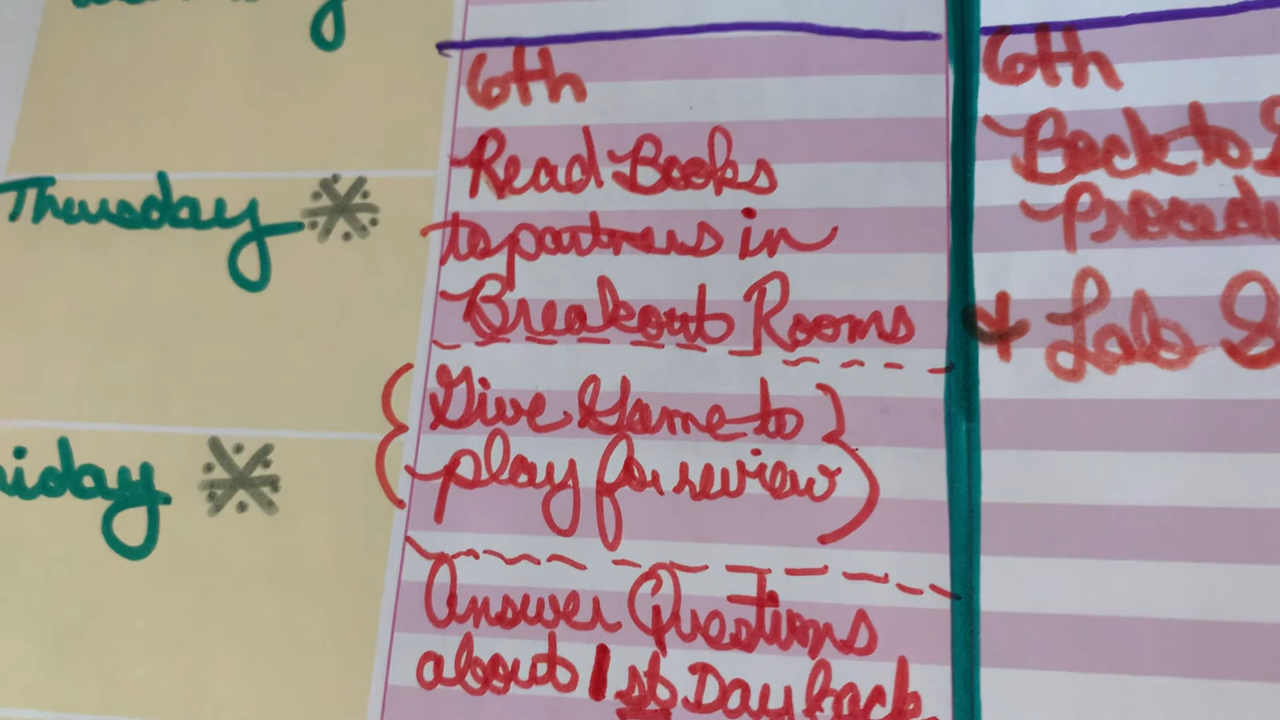 Thursday
6th
Read Books
to partners in
Breakout Rooms
Give Game to
play for review
Answer Questions
about 1st Day back
6th
Back to
& Lab